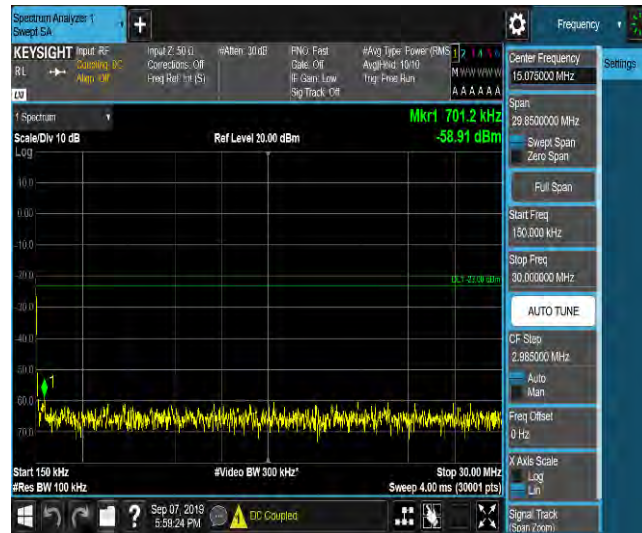 Spectrum Analyzer 1
Swept SA
Frequency
KEYSIGHT
RL
LXI
Input: RF
Coupling: DC
Align: Off
Input Z: 50 Ω
Corrections: Off
Freq Ref: Int (S)
#Atten: 30 dB
PNO: Fast
Gate: Off
IF Gain: Low
Sig Track: Off
#Avg Type: Power (RMS
Avg|Hold: 10/10
Trig: Free Run
1 2 3 4 5 6
M W W W W W
A A A A A A
1 Spectrum
Scale/Div 10 dB
Log
Ref Level 20.00 dBm
Mkr1 701.2 kHz
-58.91 dBm
10.0
0.00
-10.0
-20.0
-30.0
-40.0
-50.0
-60.0
-70.0
DL1 -23.00 dBm
1
Start 150 kHz
#Res BW 100 kHz
#Video BW 300 kHz*
Stop 30.00 MHz
Sweep 4.00 ms (30001 pts)
Sep 07, 2019
5:59:24 PM
DC Coupled
Center Frequency
15.075000 MHz
Settings
Span
29.8500000 MHz
Swept Span
Zero Span
Full Span
Start Freq
150.000 kHz
Stop Freq
30.000000 MHz
AUTO TUNE
CF Step
2.985000 MHz
Auto
Man
Freq Offset
0 Hz
X Axis Scale
Log
Lin
Signal Track
(Span Zoom)